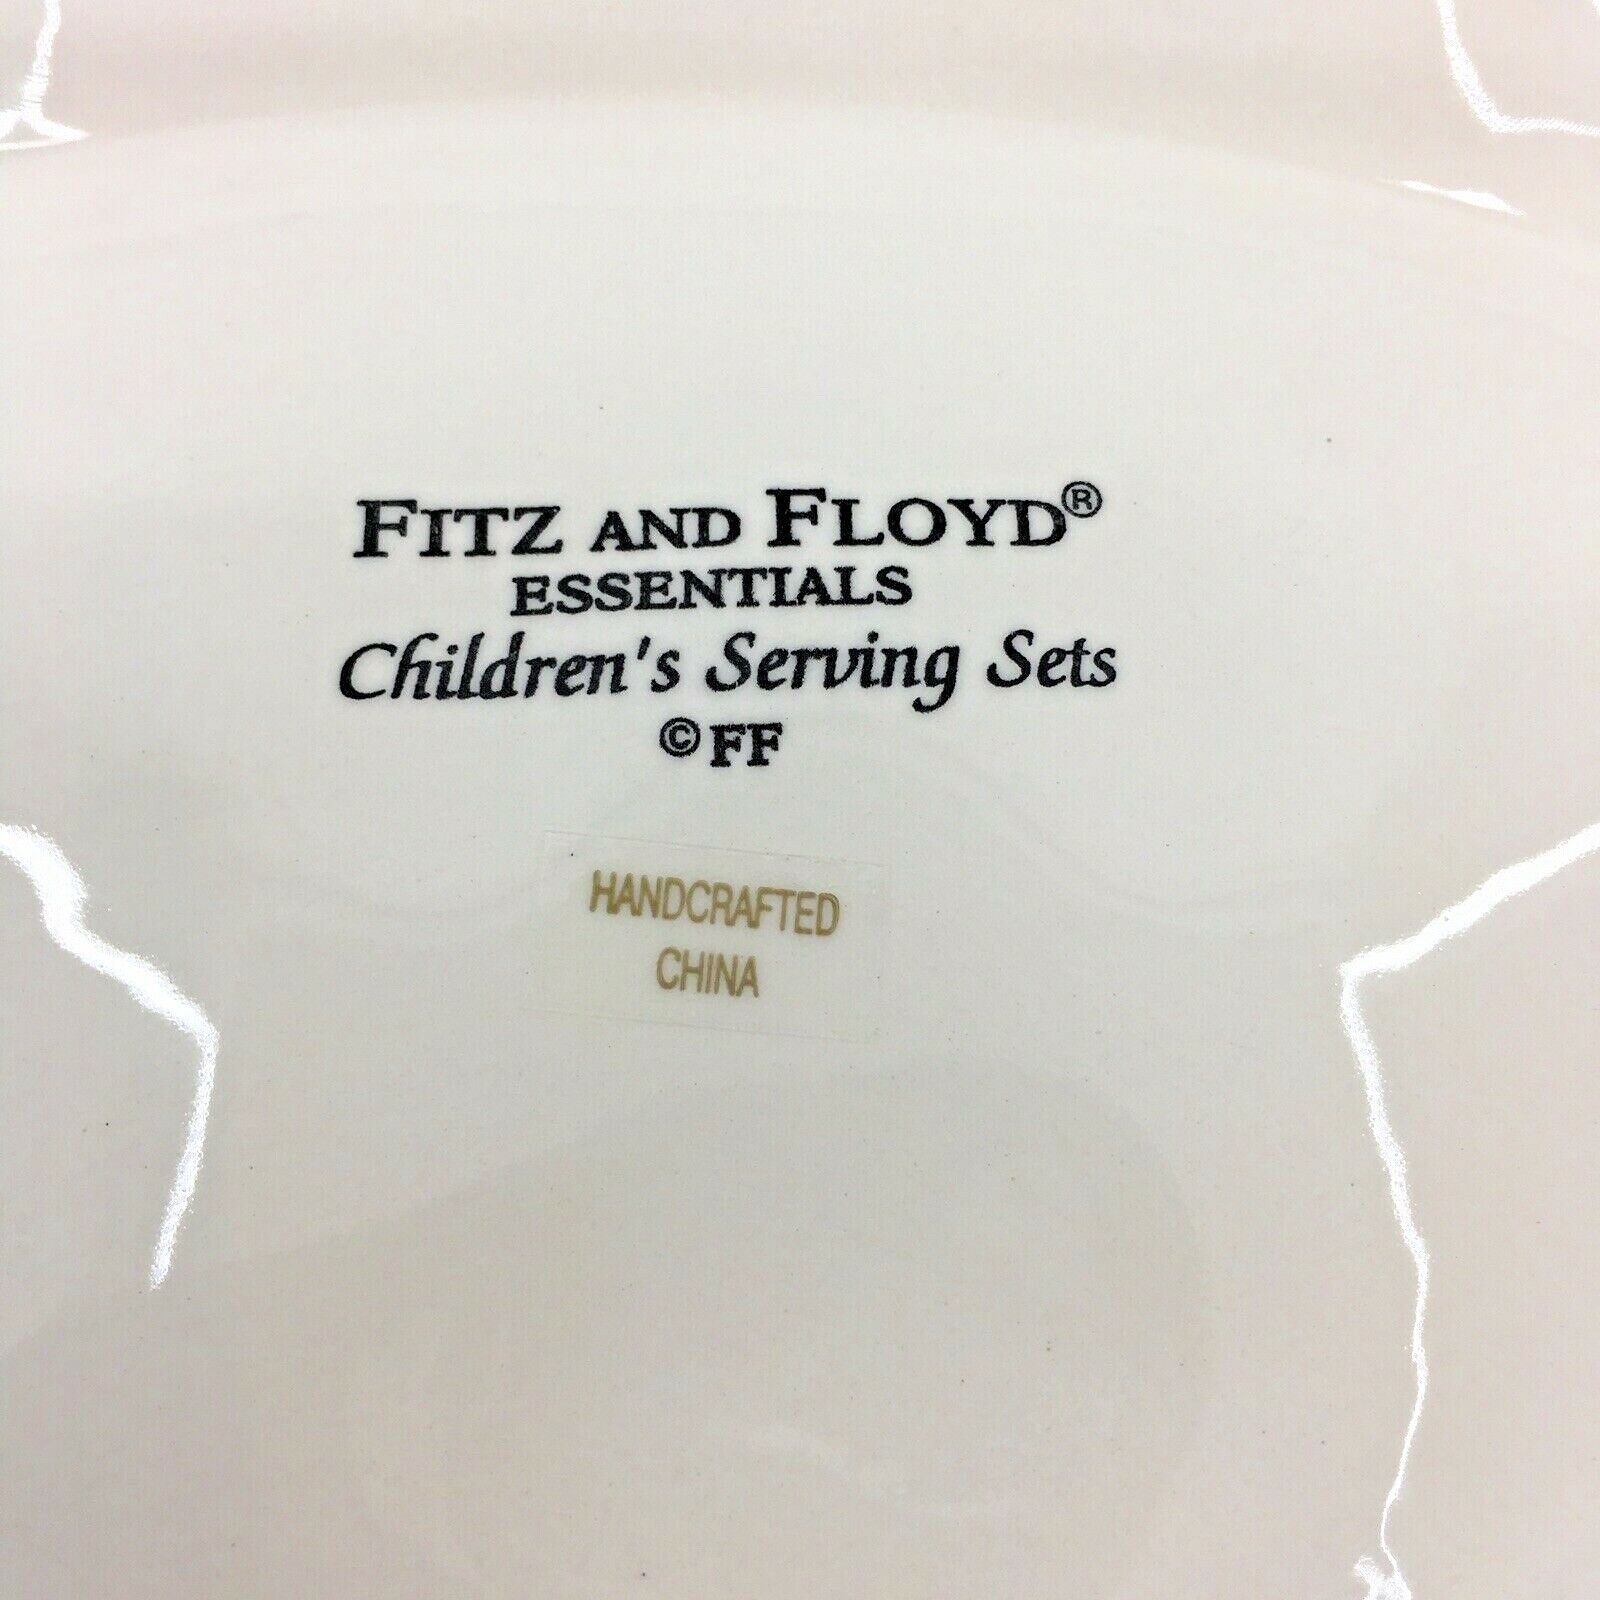 FITZ AND FLOYD®
ESSENTIALS
Children's Serving Sets
©FF
HANDCRAFTED
CHINA